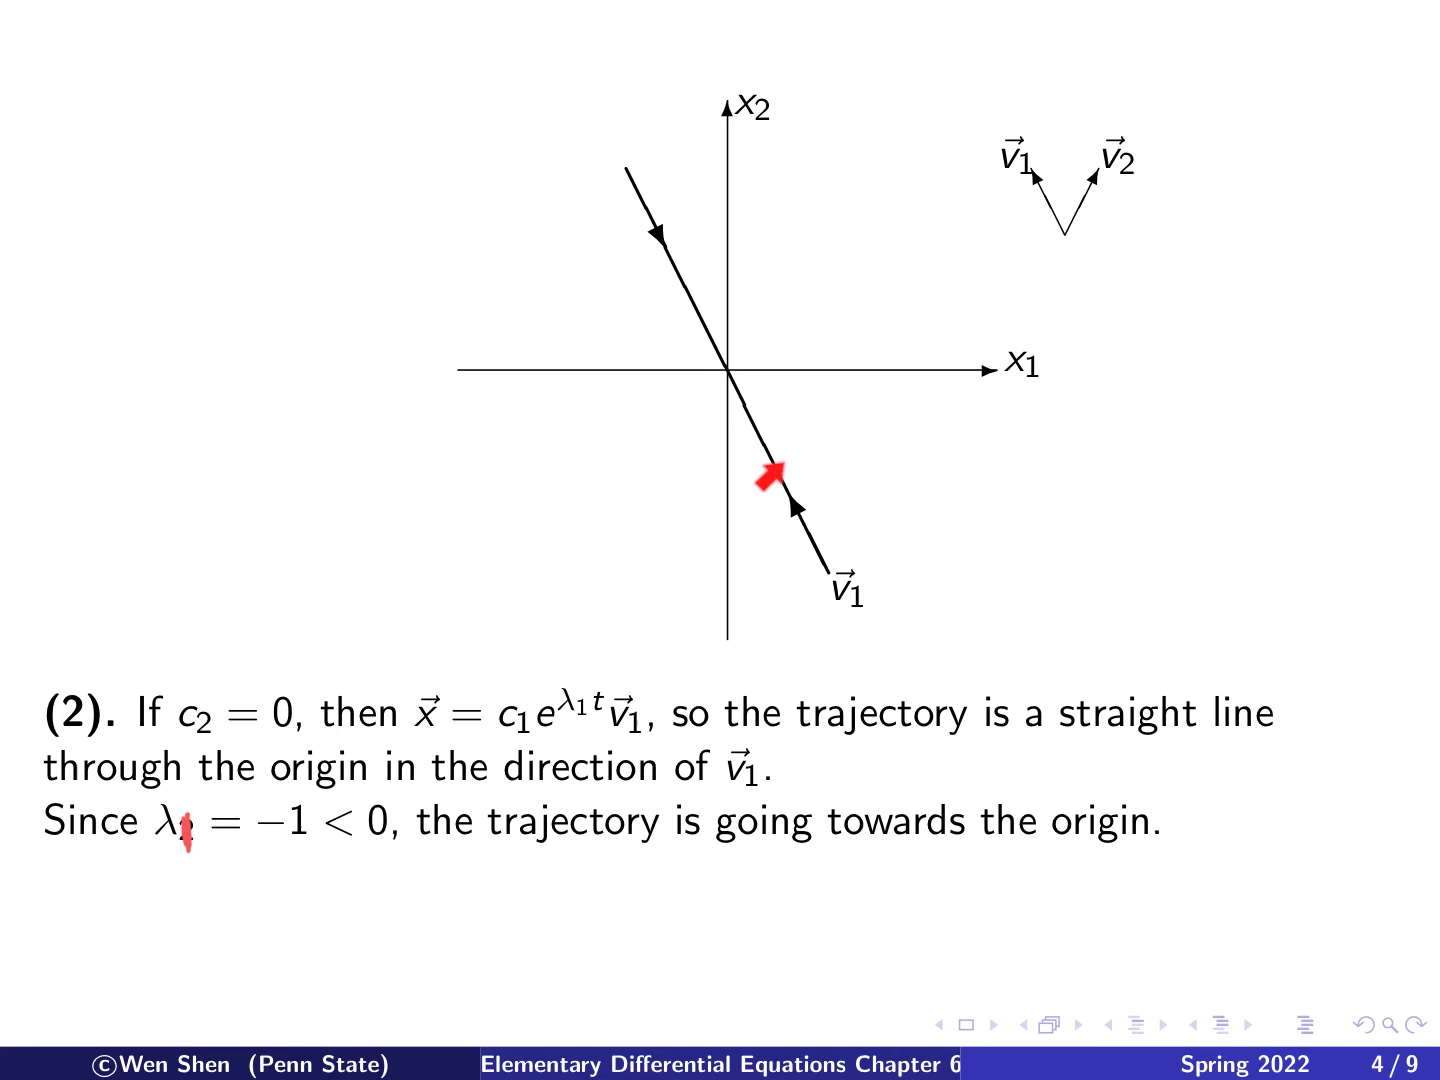 x₂
v⃗₁ v⃗₂
x₁
v⃗₁
(2). If c₂ = 0, then x⃗ = c₁e^{λ₁t}v⃗₁, so the trajectory is a straight line
through the origin in the direction of v⃗₁.
Since λ₁ = −1 < 0, the trajectory is going towards the origin.
©Wen Shen (Penn State) Elementary Differential Equations Chapter 6 Spring 2022 4 / 9